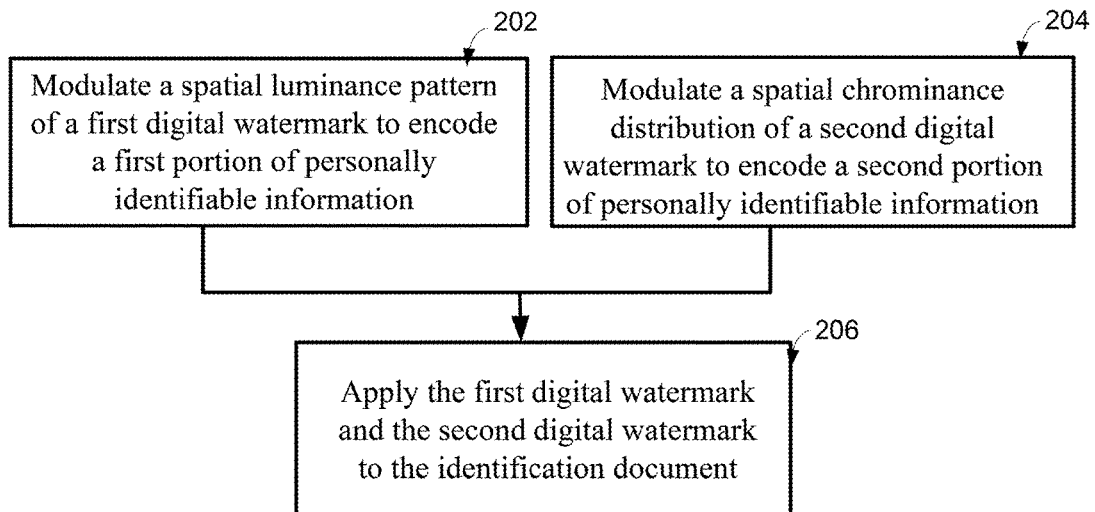 202
Modulate a spatial luminance pattern
of a first digital watermark to encode
a first portion of personally
identifiable information
204
Modulate a spatial chrominance
distribution of a second digital
watermark to encode a second portion
of personally identifiable information
206
Apply the first digital watermark
and the second digital watermark
to the identification document